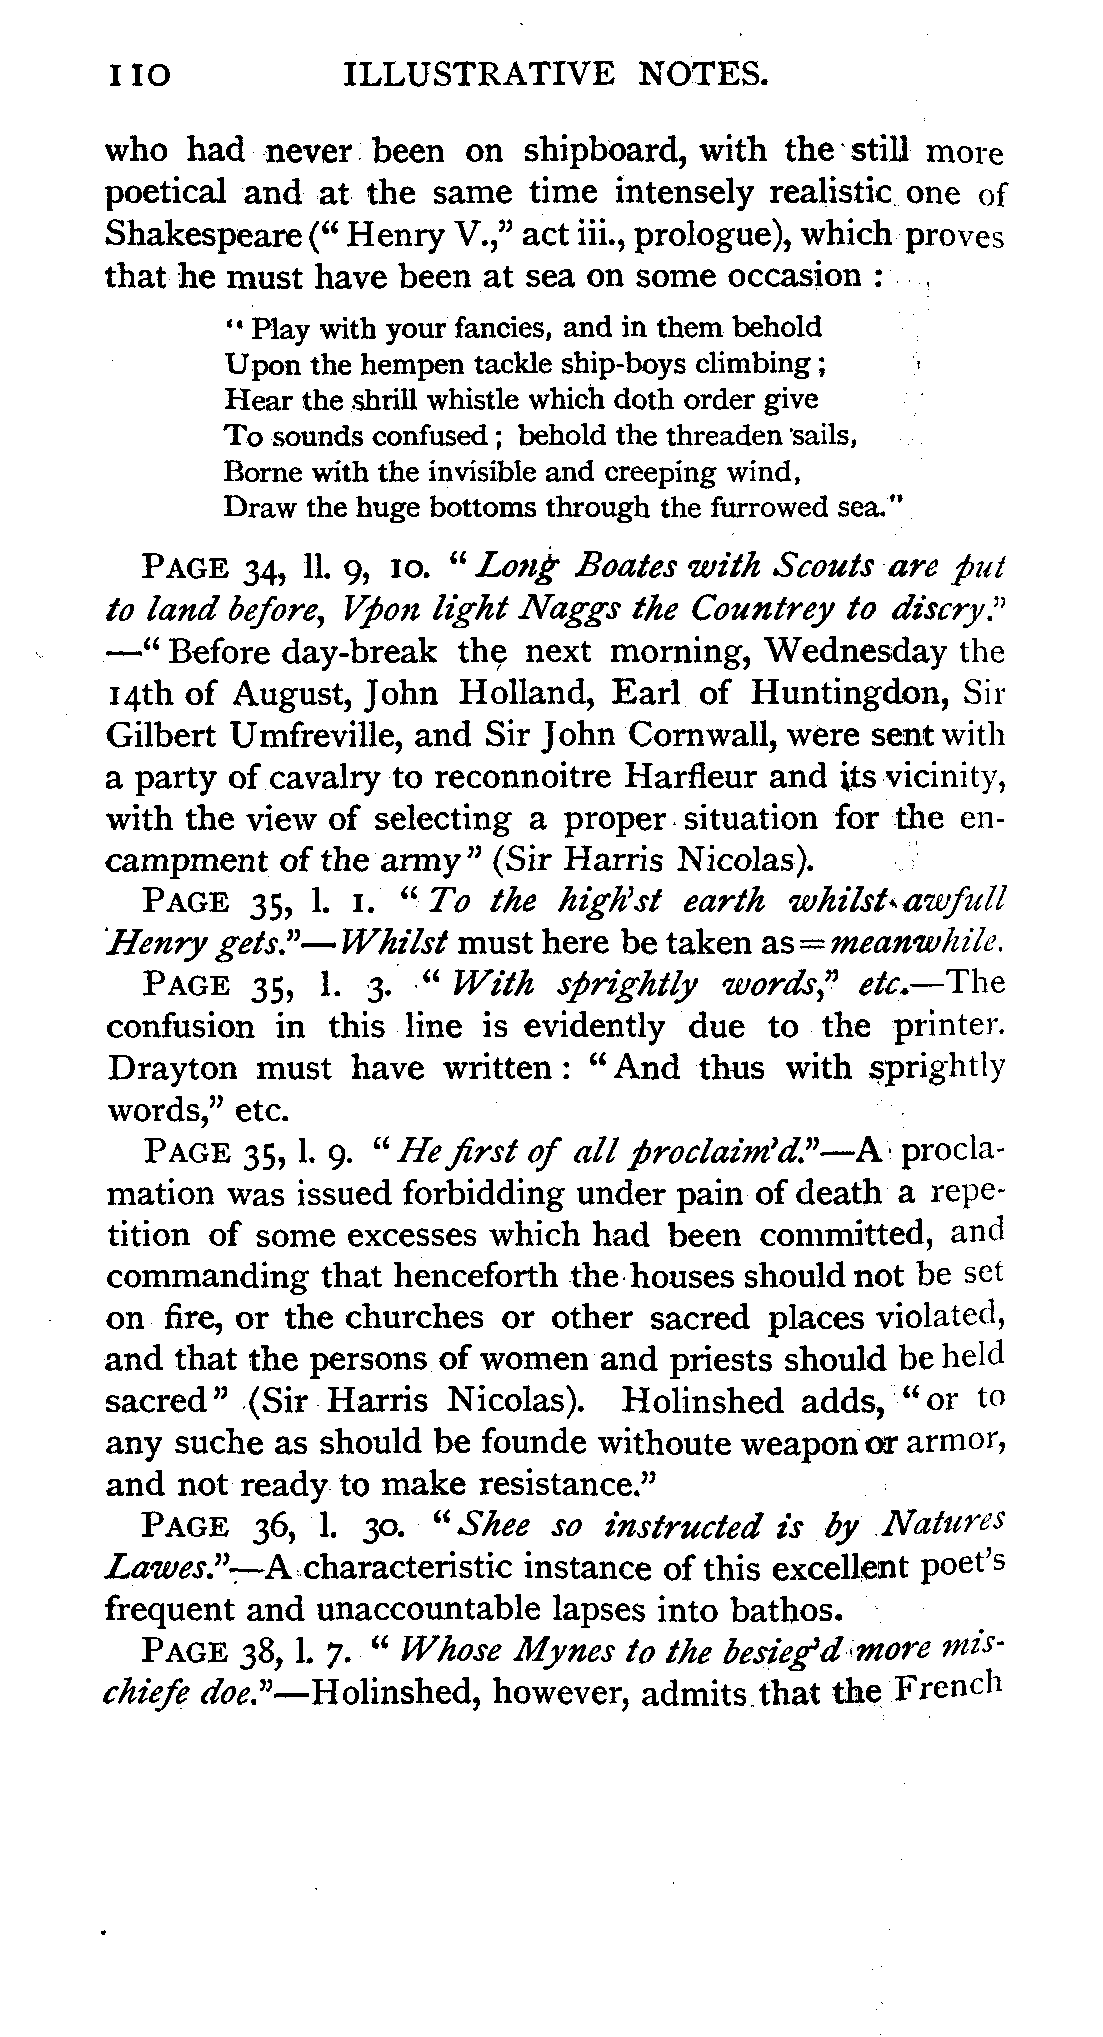 110 ILLUSTRATIVE NOTES.
who had never been on shipboard, with the still more
poetical and at the same time intensely realistic one of
Shakespeare (“ Henry V.,” act iii., prologue), which proves
that he must have been at sea on some occasion :
“ Play with your fancies, and in them behold
Upon the hempen tackle ship-boys climbing ;
Hear the shrill whistle which doth order give
To sounds confused ; behold the threaden sails,
Borne with the invisible and creeping wind,
Draw the huge bottoms through the furrowed sea.”
PAGE 34, ll. 9, 10. “ Long Boates with Scouts are put
to land before, Vpon light Naggs the Countrey to discry.”
—“ Before day-break the next morning, Wednesday the
14th of August, John Holland, Earl of Huntingdon, Sir
Gilbert Umfreville, and Sir John Cornwall, were sent with
a party of cavalry to reconnoitre Harfleur and its vicinity,
with the view of selecting a proper situation for the en-
campment of the army” (Sir Harris Nicolas).
PAGE 35, l. 1. “ To the high'st earth whilst awfull
Henry gets.”—Whilst must here be taken as=meanwhile.
PAGE 35, l. 3. “ With sprightly words,” etc.—The
confusion in this line is evidently due to the printer.
Drayton must have written : “ And thus with sprightly
words,” etc.
PAGE 35, l. 9. “ He first of all proclaim'd.”—A procla-
mation was issued forbidding under pain of death a repe-
tition of some excesses which had been committed, and
commanding that henceforth the houses should not be set
on fire, or the churches or other sacred places violated,
and that the persons of women and priests should be held
sacred” (Sir Harris Nicolas). Holinshed adds, “or to
any suche as should be founde withoute weapon or armor,
and not ready to make resistance.”
PAGE 36, l. 30. “Shee so instructed is by Natures
Lawes.”—A characteristic instance of this excellent poet's
frequent and unaccountable lapses into bathos.
PAGE 38, l. 7. “ Whose Mynes to the besieg'd more mis-
chiefe doe.”—Holinshed, however, admits that the French